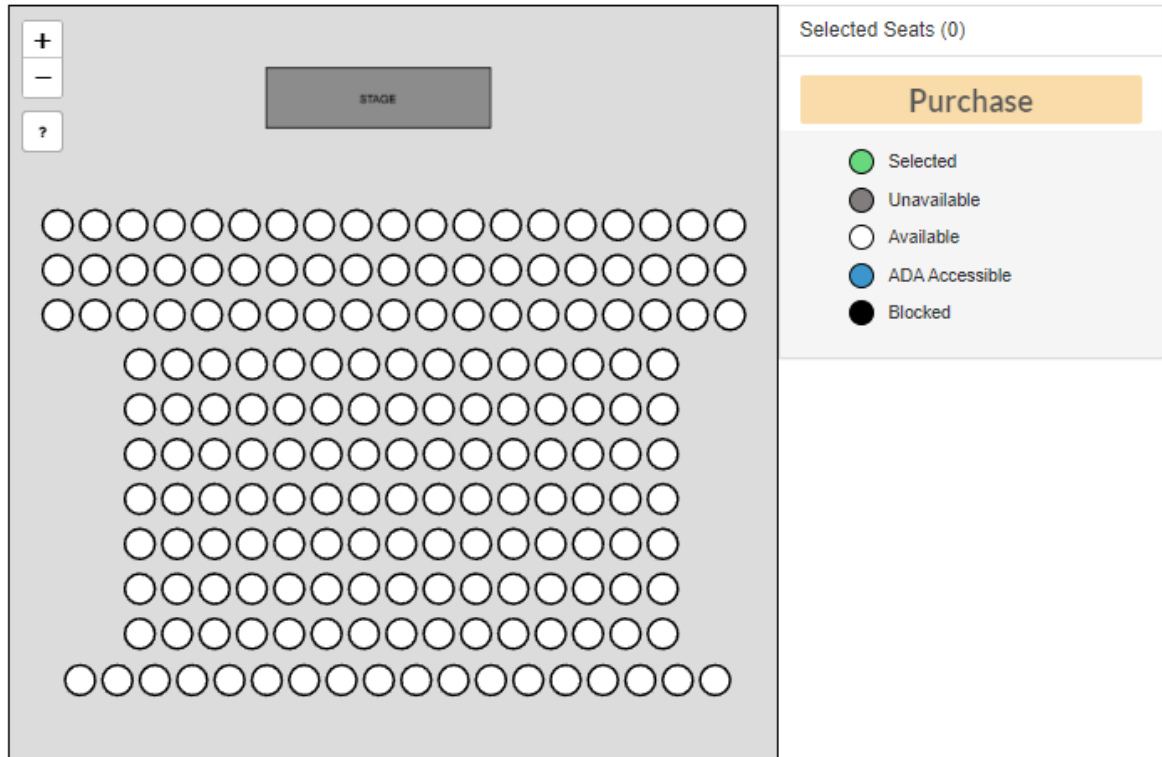 +
−
?
STAGE
Selected Seats (0)
Purchase
Selected
Unavailable
Available
ADA Accessible
Blocked